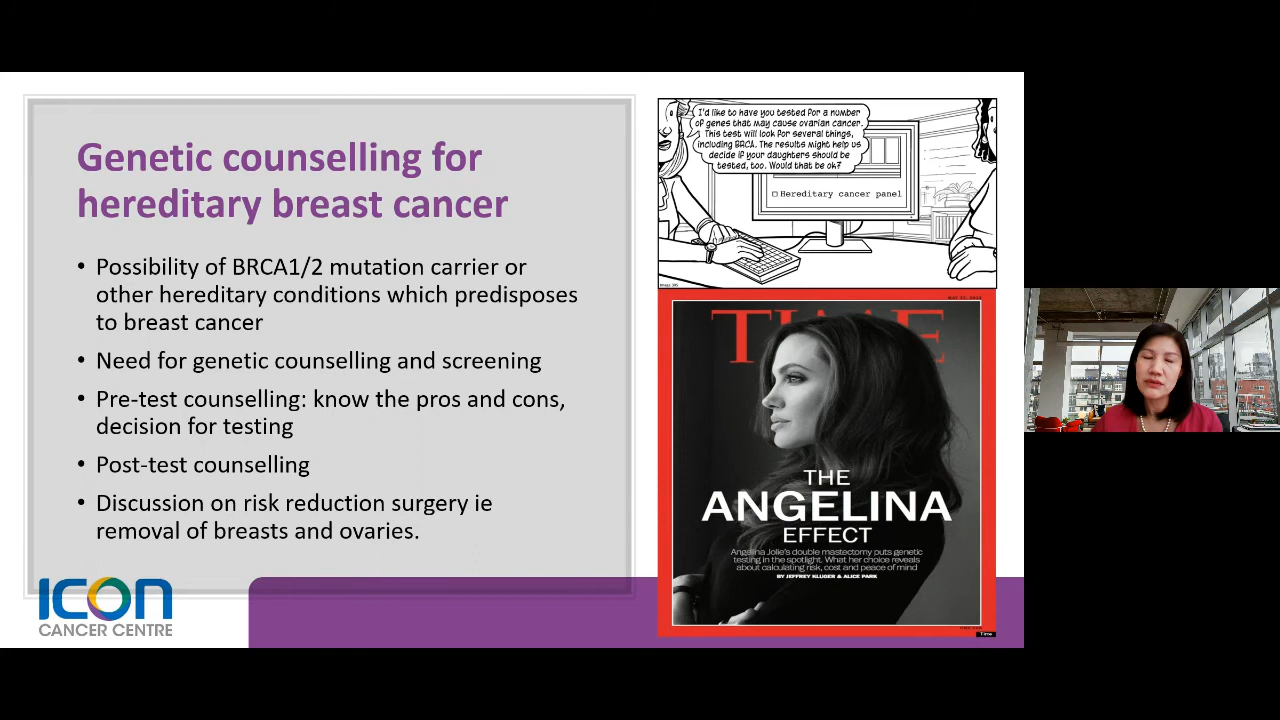 Genetic counselling for
hereditary breast cancer
• Possibility of BRCA1/2 mutation carrier or
other hereditary conditions which predisposes
to breast cancer
• Need for genetic counselling and screening
• Pre-test counselling: know the pros and cons,
decision for testing
• Post-test counselling
• Discussion on risk reduction surgery ie
removal of breasts and ovaries.
ICON
CANCER CENTRE
I'd like to have you tested for a number
of genes that may cause ovarian cancer.
This test will look for several things,
including BRCA. The results might help us
decide if your daughters should be
tested, too. Would that be ok?
Hereditary cancer panel
TIME
THE
ANGELINA
EFFECT
Angelina Jolie's double mastectomy puts genetic
testing in the spotlight. What her choice reveals
about calculating risk, cost and peace of mind
BY JEFFREY KLUGER & ALICE PARK
Time